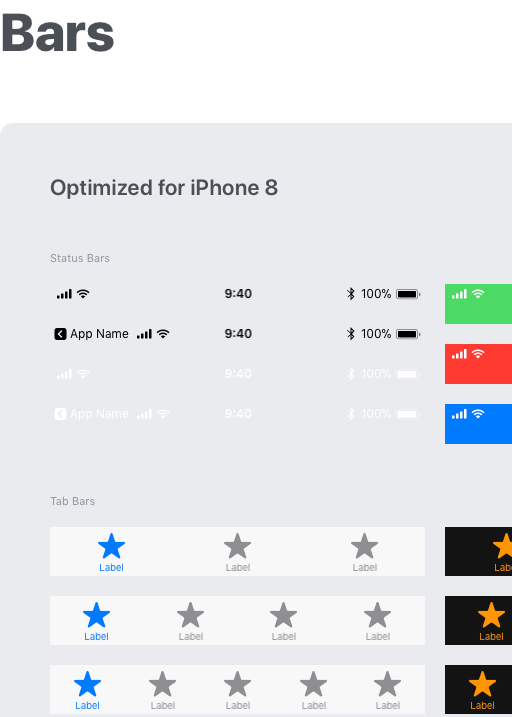 Bars
Optimized for iPhone 8
Status Bars
9:40 100%
App Name 9:40 100%
9:40 100%
App Name 9:40 100%
Tab Bars
Label Label Label Labe
Label Label Label Label Label
Label Label Label Label Label Label